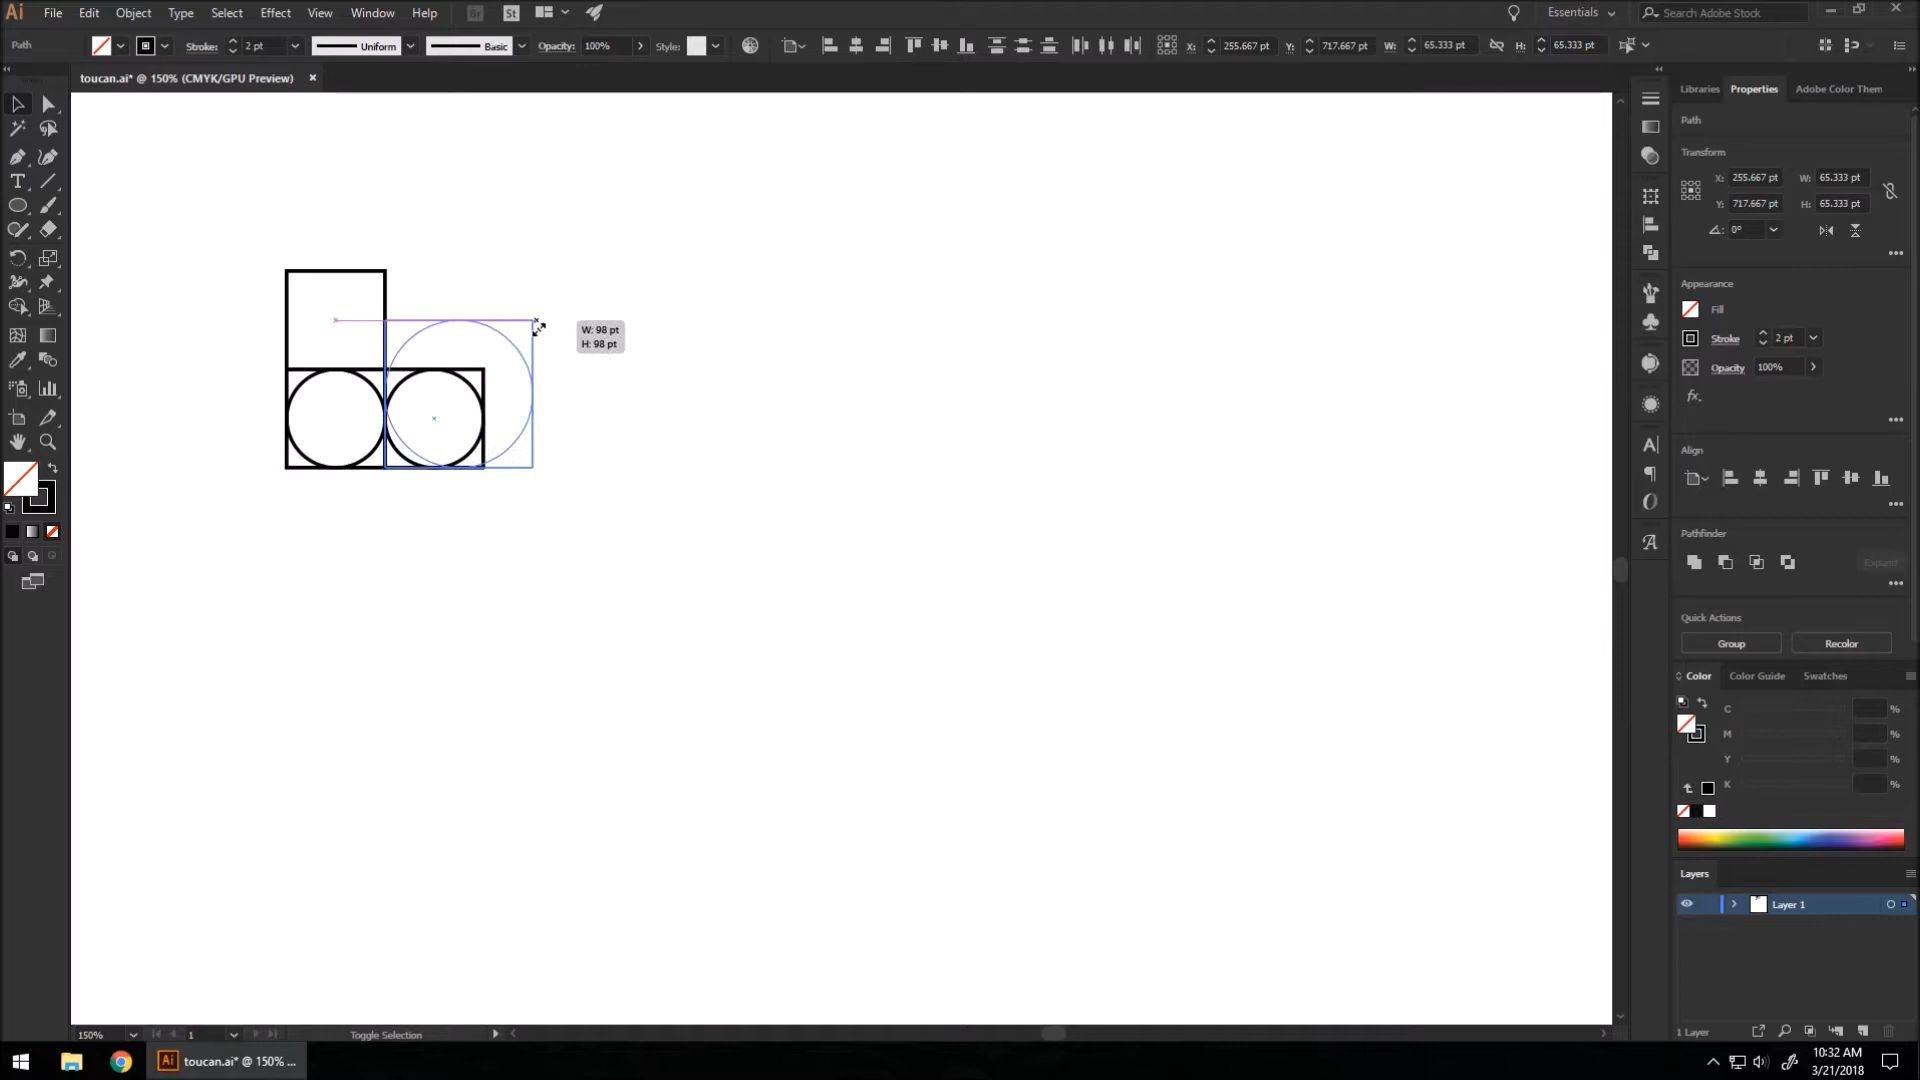 Ai File Edit Object Type Select Effect View Window Help Br St Essentials Search Adobe Stock
Path Stroke: 2 pt Uniform Basic Opacity: 100% Style: X: 255.667 pt Y: 717.667 pt W: 65.333 pt H: 65.333 pt
toucan.ai* @ 150% (CMYK/GPU Preview)
Libraries Properties Adobe Color Them
Path
Transform
X: 255.667 pt W: 65.333 pt
Y: 717.667 pt H: 65.333 pt
0°
Appearance
Fill
Stroke 2 pt
Opacity 100%
fx.
Align
Pathfinder
Expand
Quick Actions
Group Recolor
Color Color Guide Swatches
C %
M %
Y %
K %
Layers
Layer 1
1 Layer
W: 98 pt
H: 98 pt
150% 1 Toggle Selection
Ai toucan.ai* @ 150% ...
10:32 AM
3/21/2018